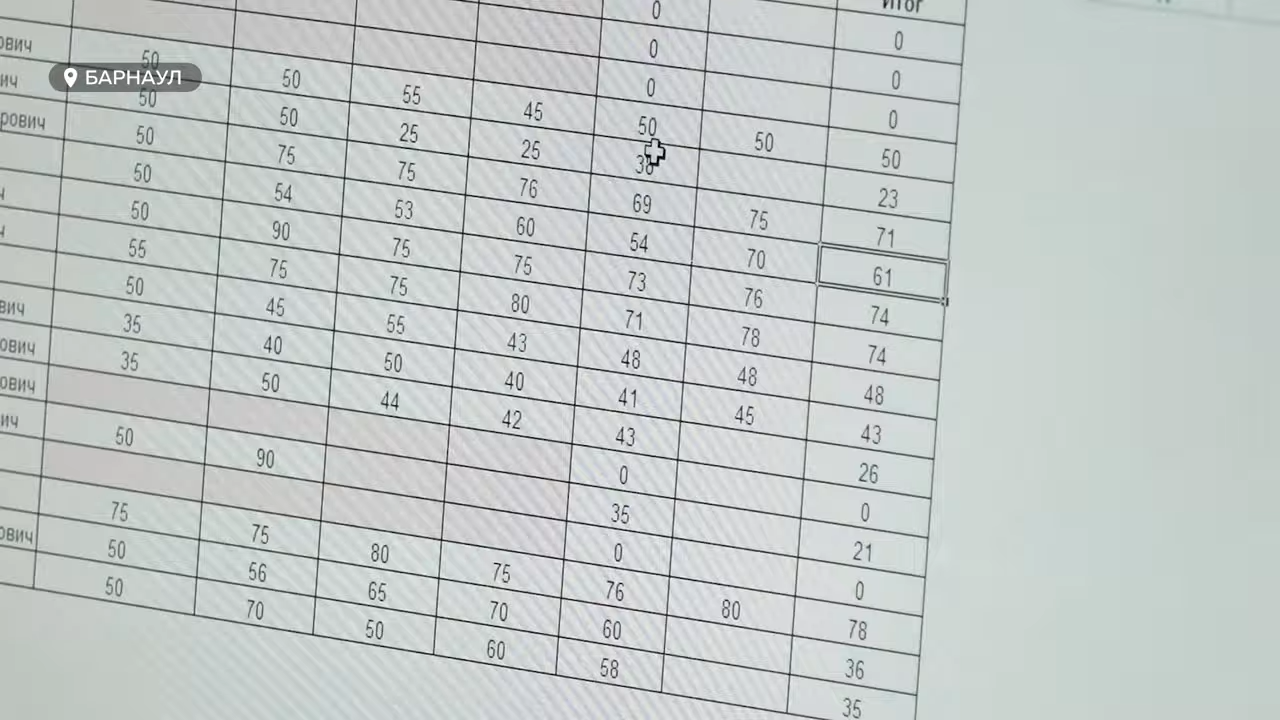 Итог
0 0
0 0
0 0
ович 50 50 55 45 50 50 50
ич 50 50 25 25 38 23
рович 50 75 75 76 69 75 71
50 54 53 60 54 70 61
ч 50 90 75 75 73 76 74
ч 55 75 75 80 71 78 74
50 45 55 43 48 48 48
вич 35 40 50 40 41 45 43
ович 35 50 44 42 43 26
ович 0 0
ич 50 90 35 21
0 0
75 75 80 75 76 80 78
ович 50 56 65 70 60 36
50 70 50 60 58 35
БАРНАУЛ